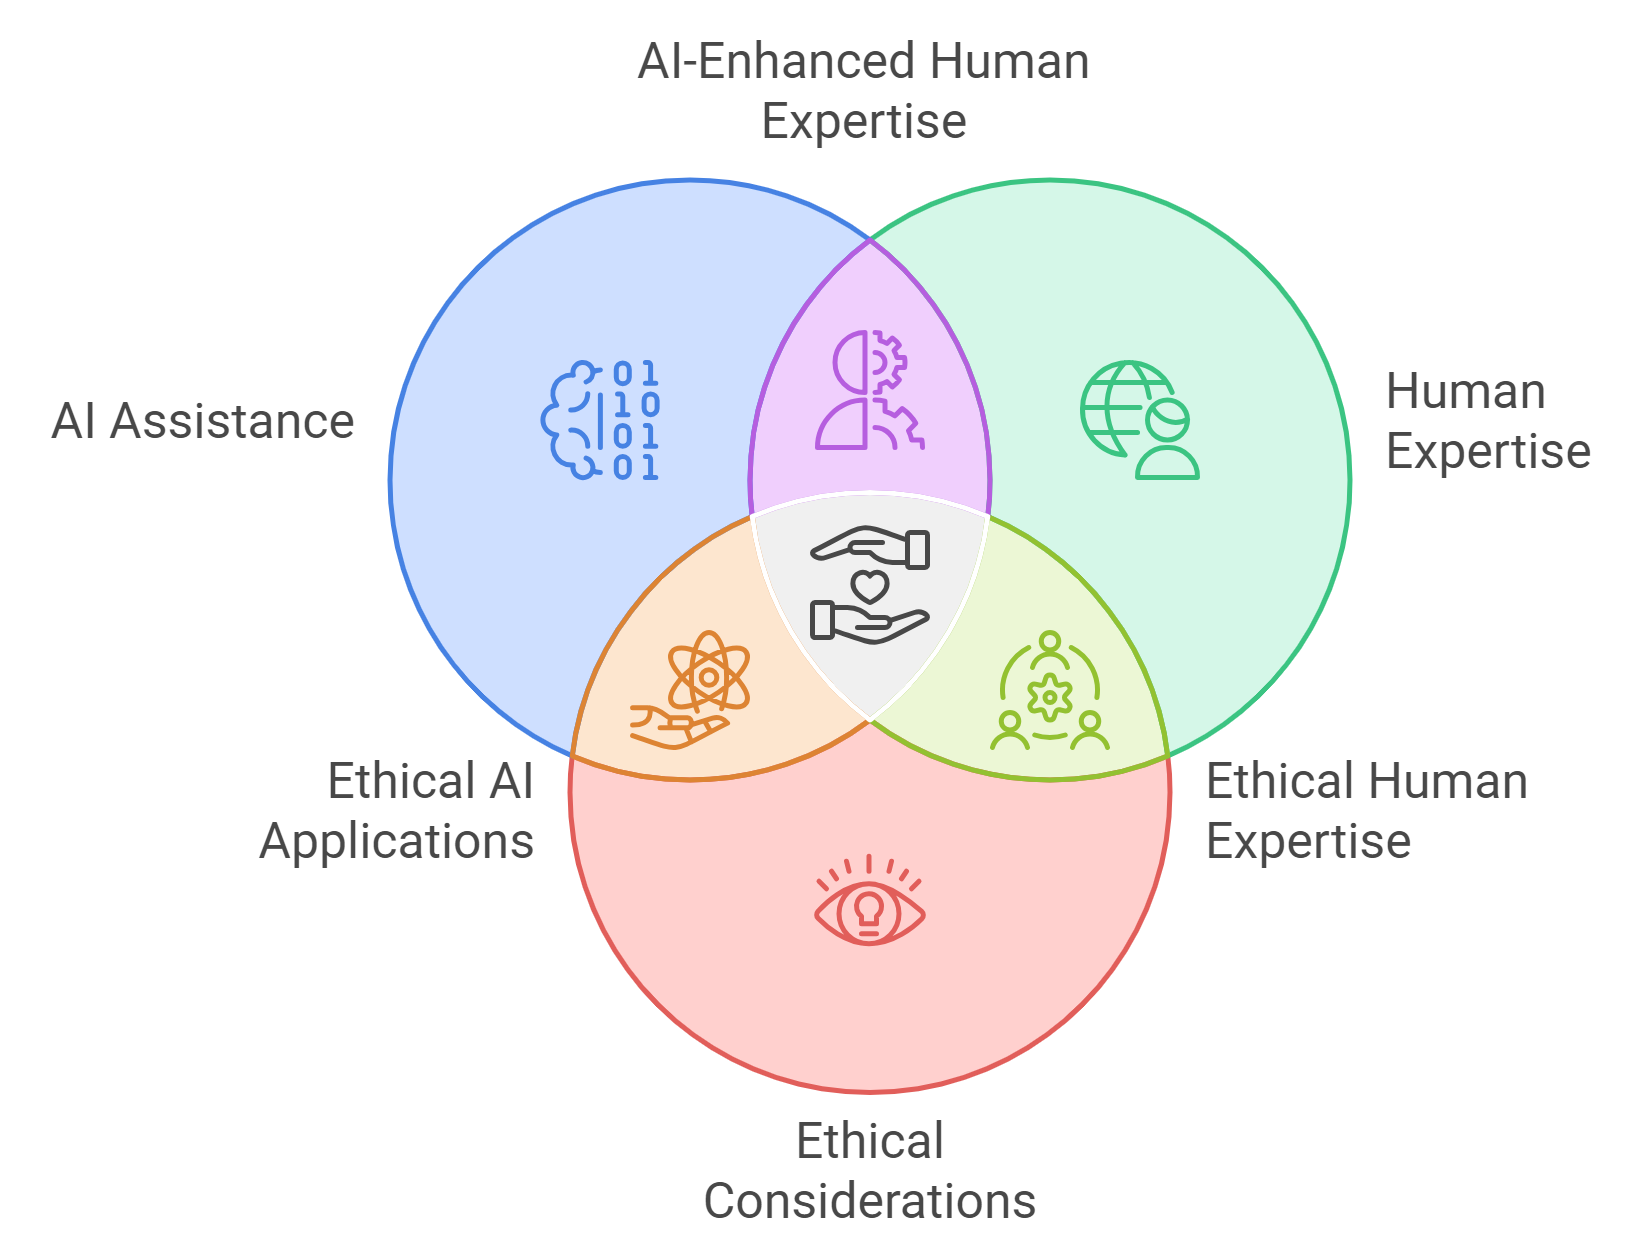 AI-Enhanced Human
Expertise
AI Assistance
01
10
01
01
Human
Expertise
Ethical AI
Applications
Ethical Human
Expertise
Ethical
Considerations